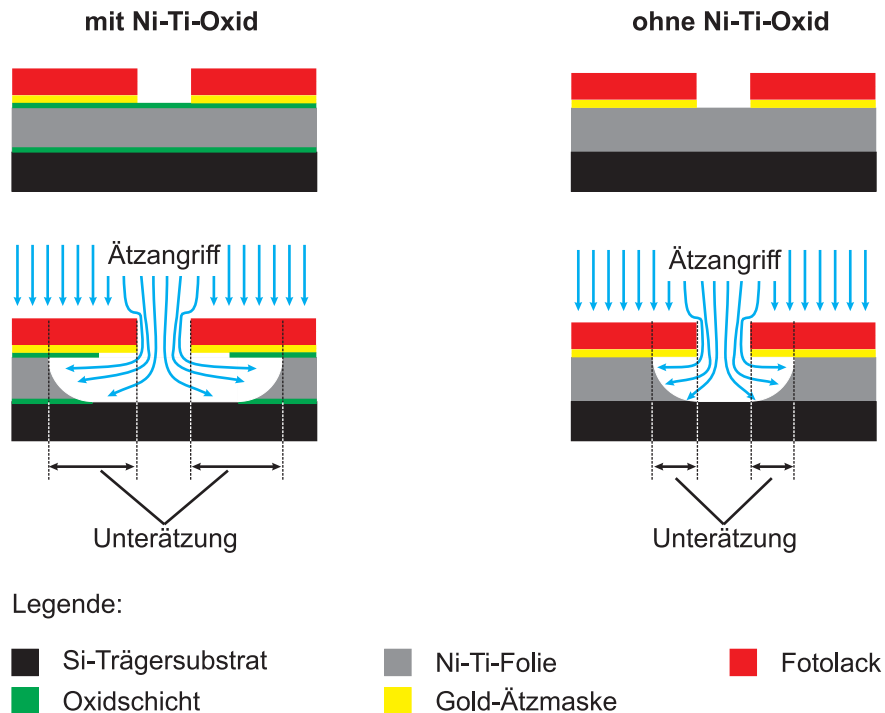 mit Ni-Ti-Oxid
ohne Ni-Ti-Oxid
Ätzangriff
Ätzangriff
Unterätzung
Unterätzung
Legende:
Si-Trägersubstrat
Ni-Ti-Folie
Fotolack
Oxidschicht
Gold-Ätzmaske